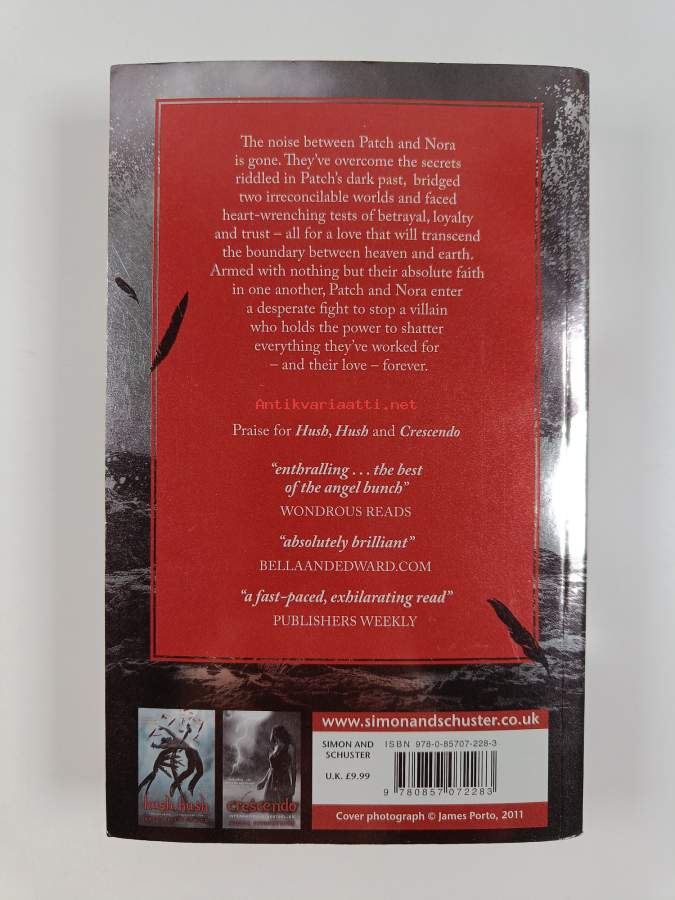 The noise between Patch and Nora
is gone. They've overcome the secrets
riddled in Patch's dark past, bridged
two irreconcilable worlds and faced
heart-wrenching tests of betrayal, loyalty
and trust – all for a love that will transcend
the boundary between heaven and earth.
Armed with nothing but their absolute faith
in one another, Patch and Nora enter
a desperate fight to stop a villain
who holds the power to shatter
everything they've worked for
– and their love – forever.
Antikvariaatti.net
Praise for Hush, Hush and Crescendo
“enthralling . . . the best
of the angel bunch”
WONDROUS READS
“absolutely brilliant”
BELLAANDEDWARD.COM
“a fast-paced, exhilarating read”
PUBLISHERS WEEKLY
hush, hush
crescendo
www.simonandschuster.co.uk
SIMON AND
SCHUSTER
U.K. £9.99
ISBN 978-0-85707-228-3
9 780857 072283
Cover photograph © James Porto, 2011